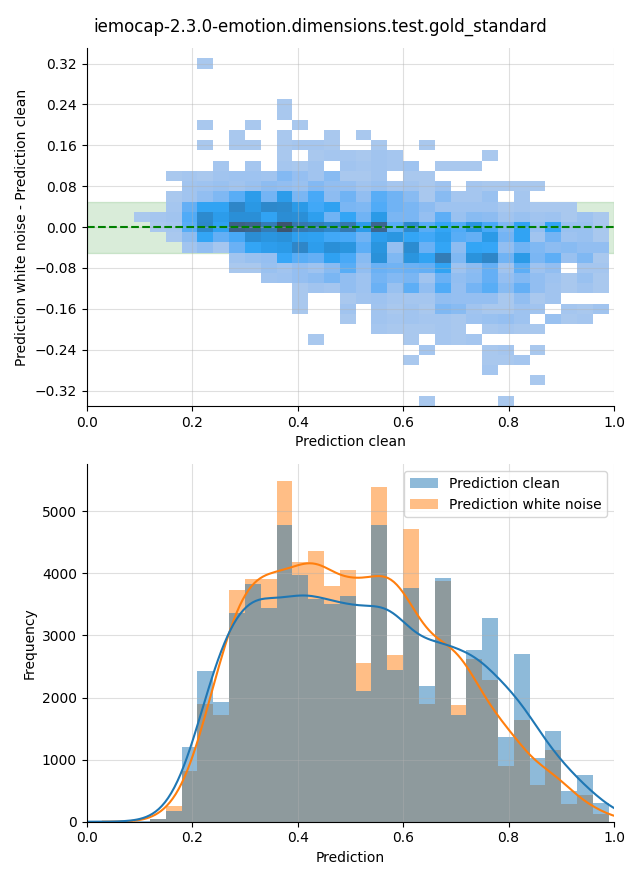 iemocap-2.3.0-emotion.dimensions.test.gold_standard
0.32
0.24
0.16
0.08
0.00
−0.08
−0.16
−0.24
−0.32
Prediction white noise - Prediction clean
0.0 0.2 0.4 0.6 0.8 1.0
Prediction clean
Prediction clean
Prediction white noise
5000
4000
3000
2000
1000
0
Frequency
0.0 0.2 0.4 0.6 0.8 1.0
Prediction